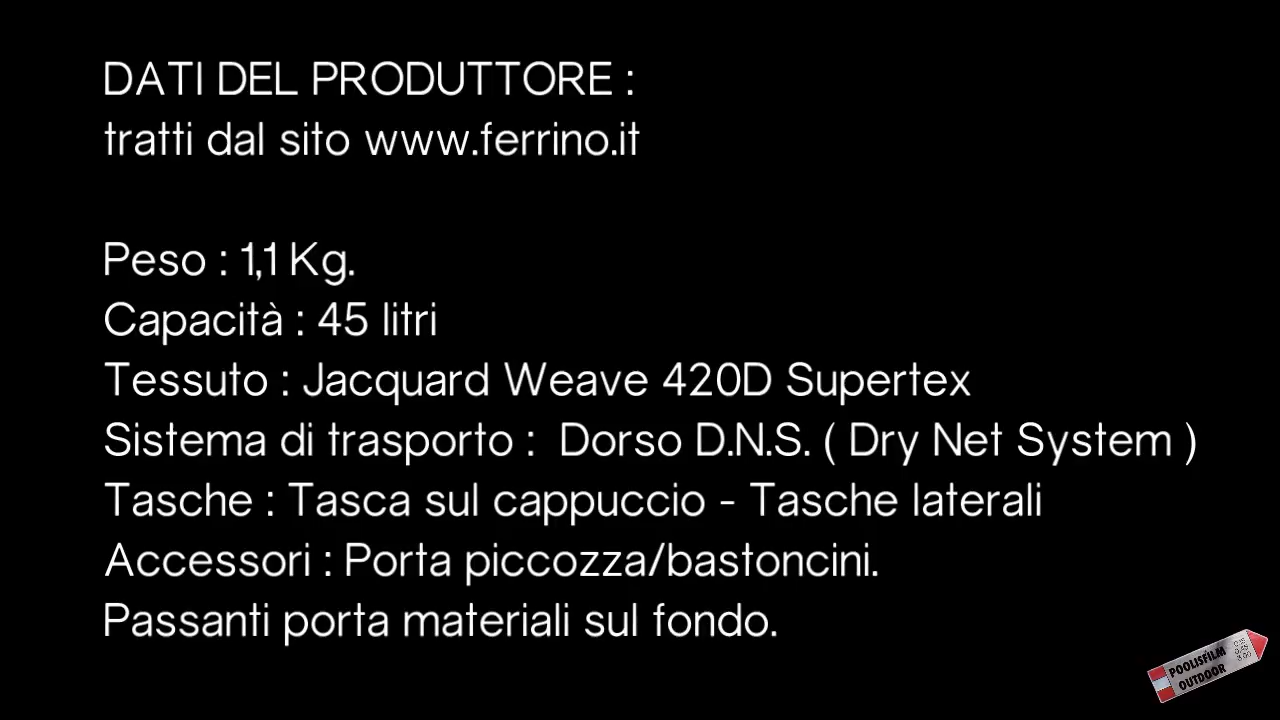 DATI DEL PRODUTTORE :
tratti dal sito www.ferrino.it
Peso : 1,1 Kg.
Capacità : 45 litri
Tessuto : Jacquard Weave 420D Supertex
Sistema di trasporto : Dorso D.N.S. ( Dry Net System )
Tasche : Tasca sul cappuccio - Tasche laterali
Accessori : Porta piccozza/bastoncini.
Passanti porta materiali sul fondo.
POOLISFILM
OUTDOOR